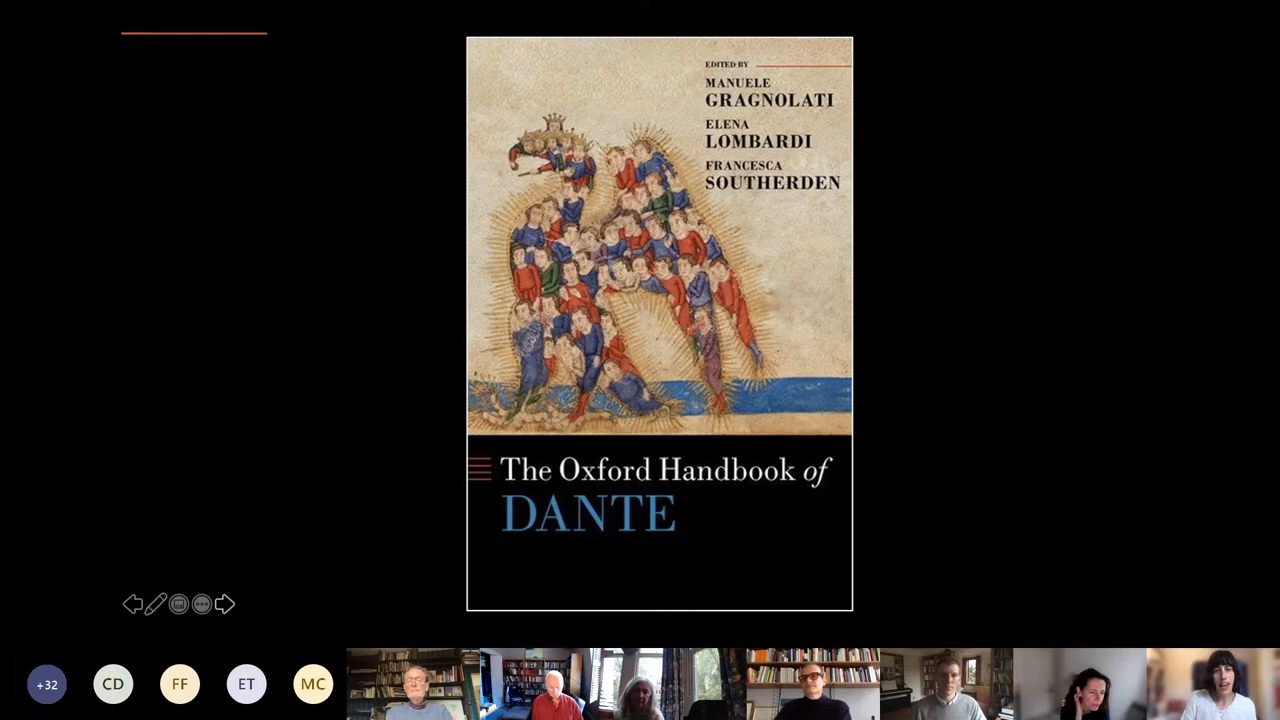 EDITED BY
MANUELE
GRAGNOLATI
ELENA
LOMBARDI
FRANCESCA
SOUTHERDEN
The Oxford Handbook of
DANTE
+32
CD
FF
ET
MC